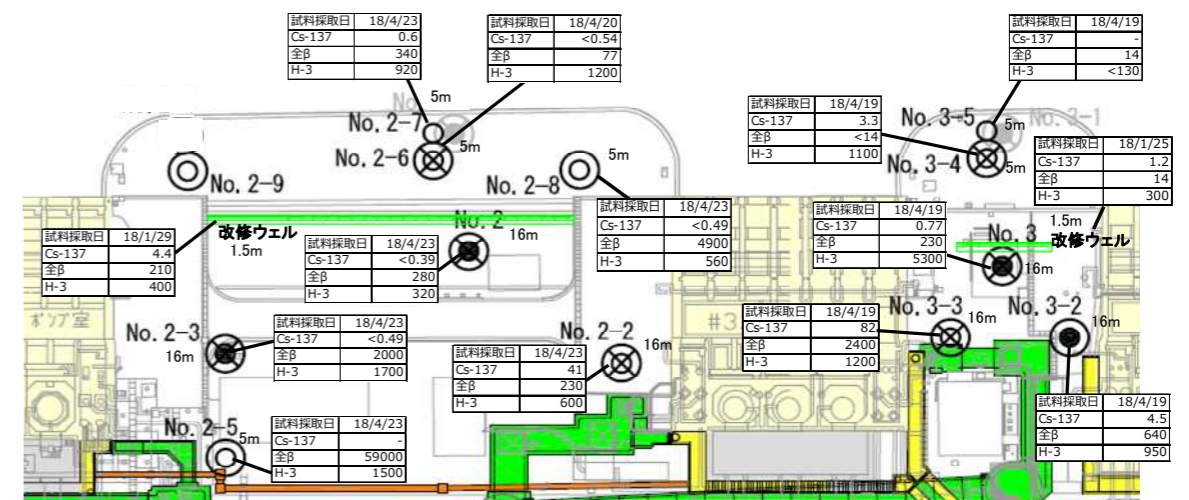 試料採取日 18/4/23
Cs-137 0.6
全β 340
H-3 920
試料採取日 18/4/20
Cs-137 <0.54
全β 77
H-3 1200
試料採取日 18/4/19
Cs-137 -
全β 14
H-3 <130
試料採取日 18/4/19
Cs-137 3.3
全β <14
H-3 1100
試料採取日 18/1/25
Cs-137 1.2
全β 14
H-3 300
No. 5m
No. 2-7
No. 2-6 5m
No. 3-5 5m No. 3-1
No. 3-4 5m
No. 2-9
No. 2-8 5m
試料採取日 18/1/29
Cs-137 4.4
全β 210
H-3 400
改修ウェル
1.5m
No. 2 16m
試料採取日 18/4/23
Cs-137 <0.39
全β 280
H-3 320
試料採取日 18/4/23
Cs-137 <0.49
全β 4900
H-3 560
試料採取日 18/4/19
Cs-137 0.77
全β 230
H-3 5300
1.5m
改修ウェル
No. 3
16m
ポンプ室
No. 2-3
16m
試料採取日 18/4/23
Cs-137 <0.49
全β 2000
H-3 1700
No. 2-2
16m
試料採取日 18/4/23
Cs-137 41
全β 230
H-3 600
#3
試料採取日 18/4/19
Cs-137 82
全β 2400
H-3 1200
No. 3-3
16m
No. 3-2
16m
試料採取日 18/4/19
Cs-137 4.5
全β 640
H-3 950
No. 2-5 5m
試料採取日 18/4/23
Cs-137 -
全β 59000
H-3 1500